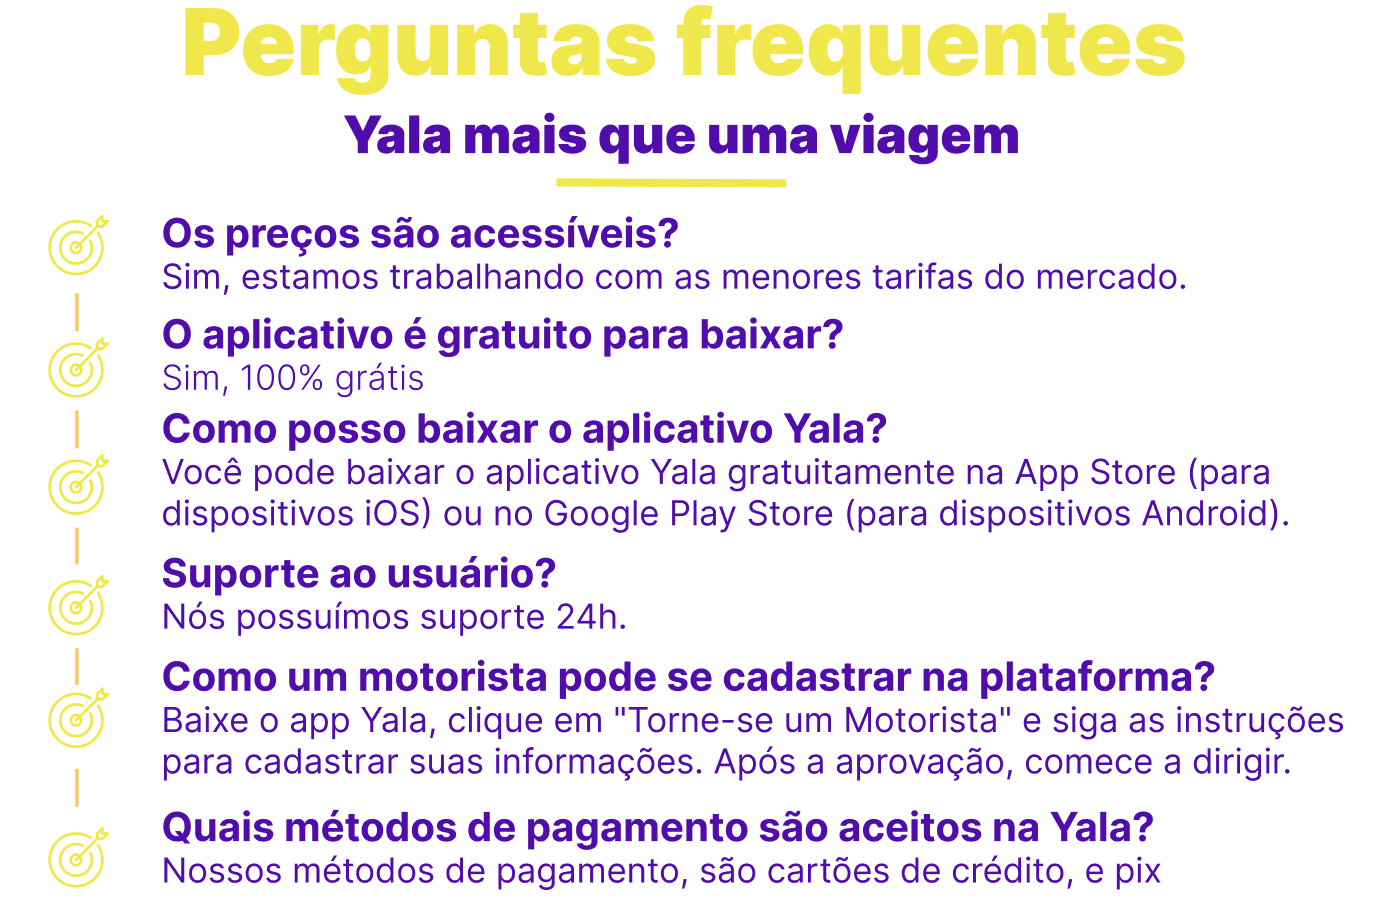 Perguntas frequentes
Yala mais que uma viagem
Os preços são acessíveis?
Sim, estamos trabalhando com as menores tarifas do mercado.
O aplicativo é gratuito para baixar?
Sim, 100% grátis
Como posso baixar o aplicativo Yala?
Você pode baixar o aplicativo Yala gratuitamente na App Store (para
dispositivos iOS) ou no Google Play Store (para dispositivos Android).
Suporte ao usuário?
Nós possuímos suporte 24h.
Como um motorista pode se cadastrar na plataforma?
Baixe o app Yala, clique em "Torne-se um Motorista" e siga as instruções
para cadastrar suas informações. Após a aprovação, comece a dirigir.
Quais métodos de pagamento são aceitos na Yala?
Nossos métodos de pagamento, são cartões de crédito, e pix